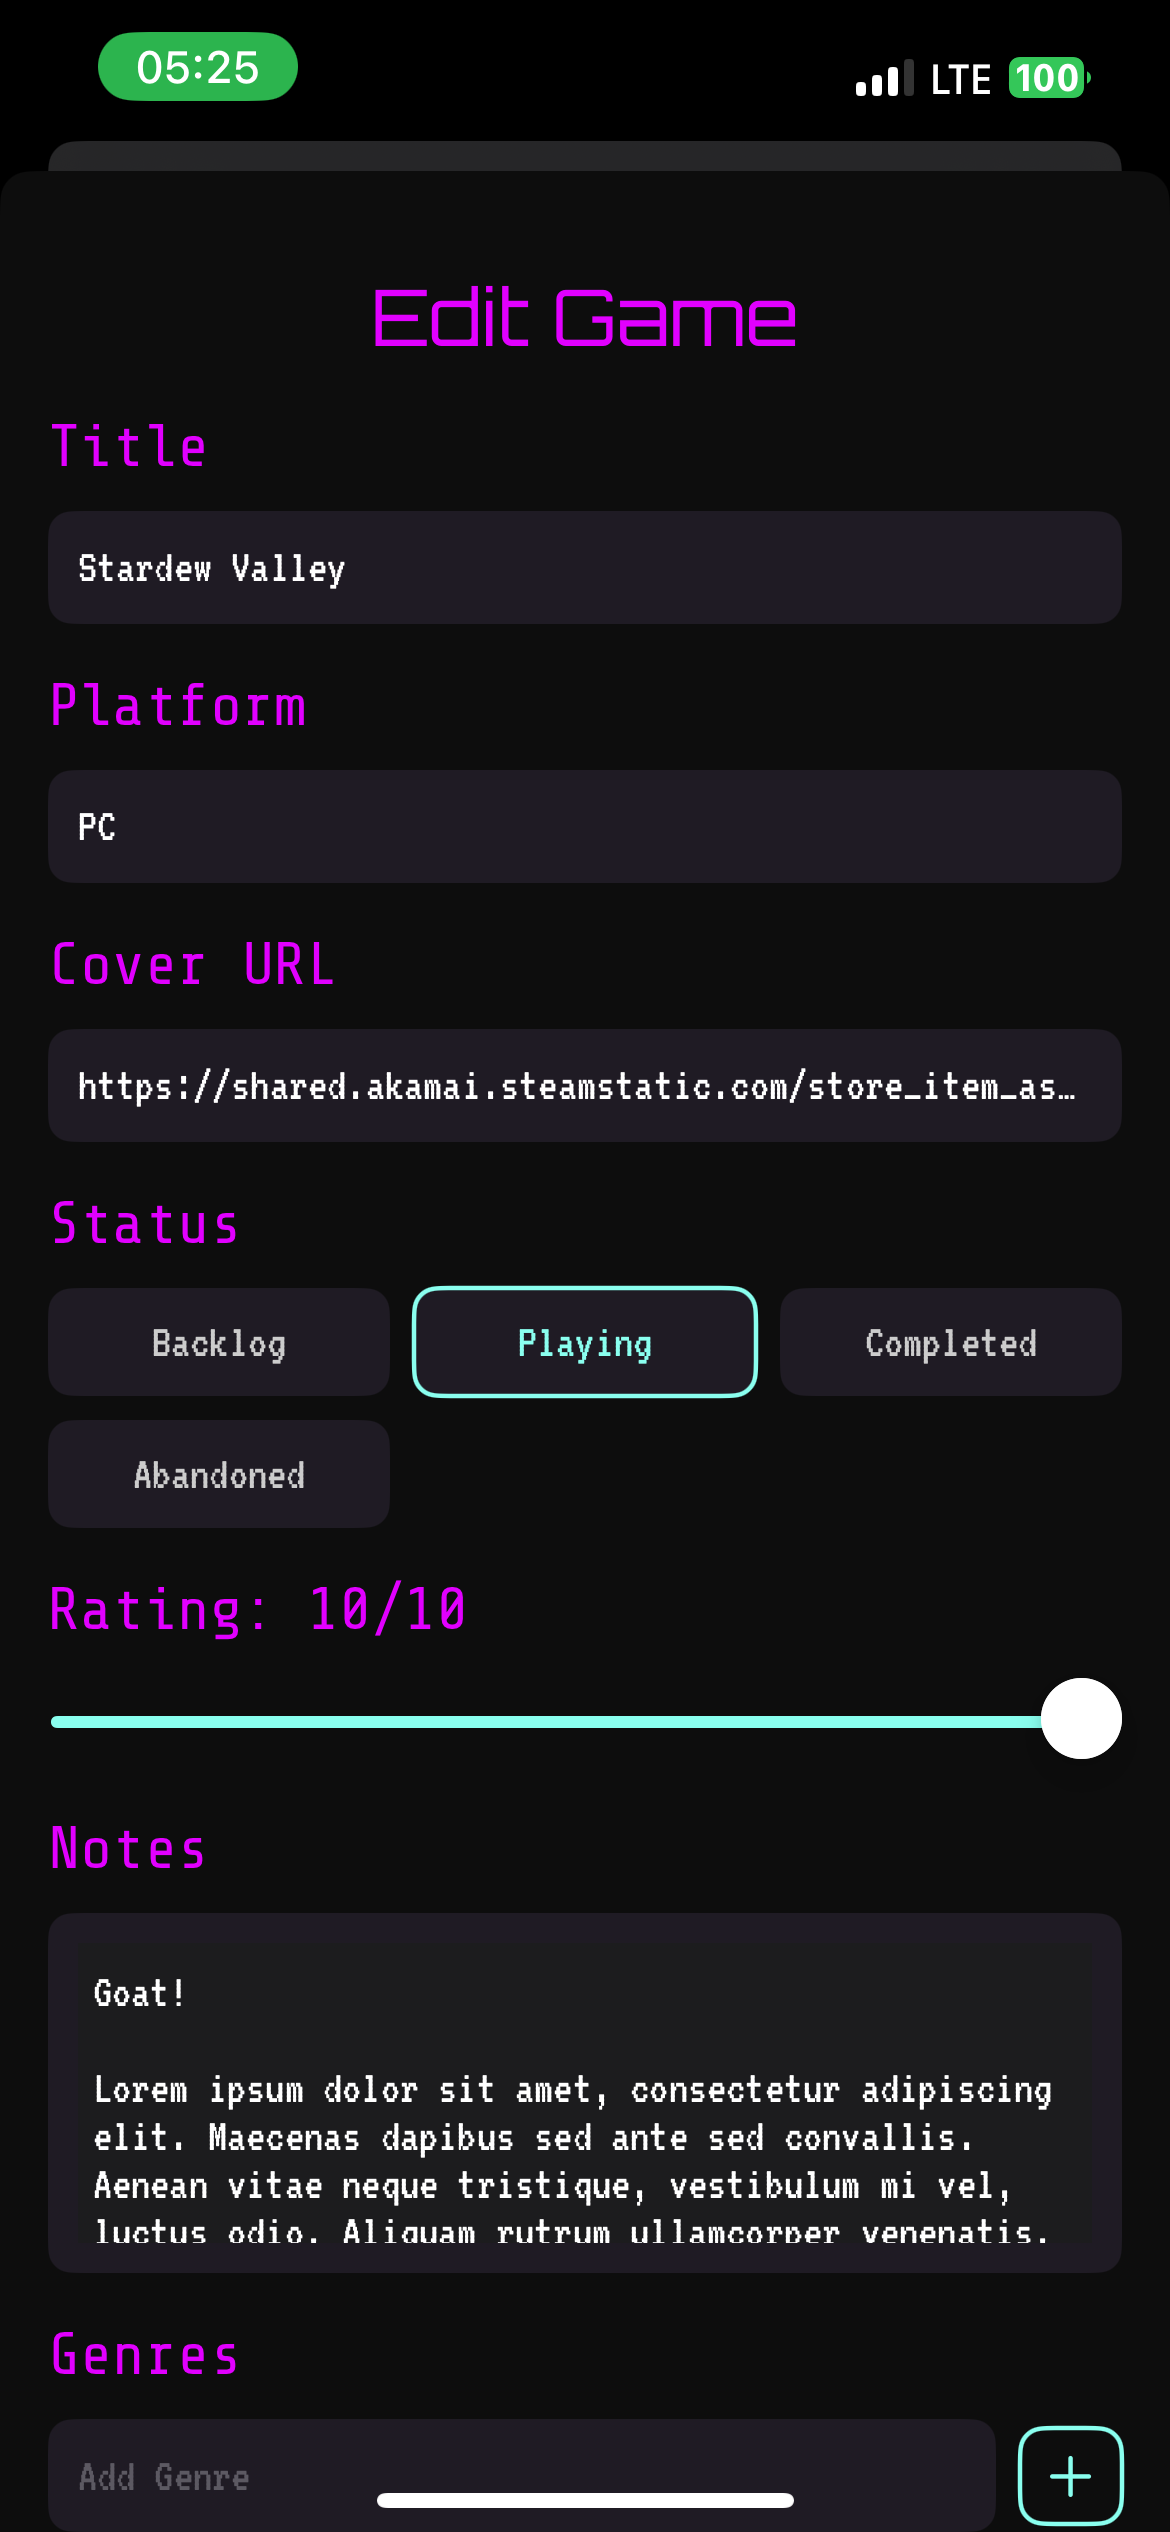 05:25
LTE
100
Edit Game
Title
Stardew Valley
Platform
PC
Cover URL
https://shared.akamai.steamstatic.com/store_item_as…
Status
Backlog
Playing
Completed
Abandoned
Rating: 10/10
Notes
Goat!
Lorem ipsum dolor sit amet, consectetur adipiscing
elit. Maecenas dapibus sed ante sed convallis.
Aenean vitae neque tristique, vestibulum mi vel,
luctus odio. Aliquam rutrum ullamcorper venenatis.
Genres
Add Genre